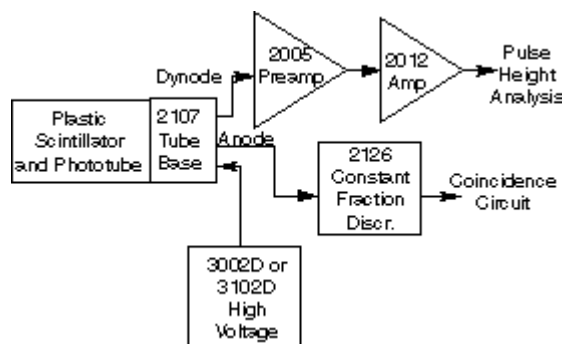 2005
Preamp
2012
Amp
Pulse
Height
Analysis
Dynode
Plastic
Scintillator
and Phototube
2107
Tube
Base
Anode
2126
Constant
Fraction
Discr.
Coincidence
Circuit
3002D or
3102D
High
Voltage